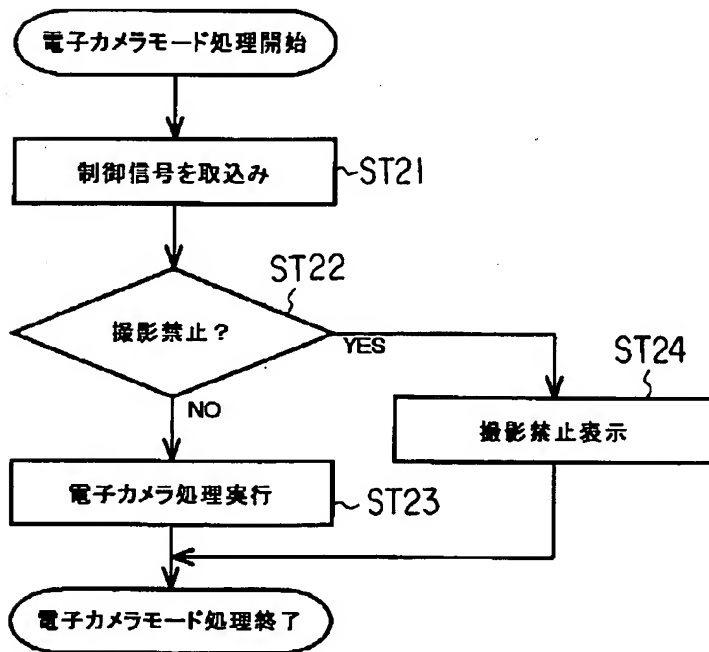 電子カメラモード処理開始
制御信号を取込み
ST21
ST22
撮影禁止?
YES
ST24
NO
撮影禁止表示
電子カメラ処理実行
ST23
電子カメラモード処理終了